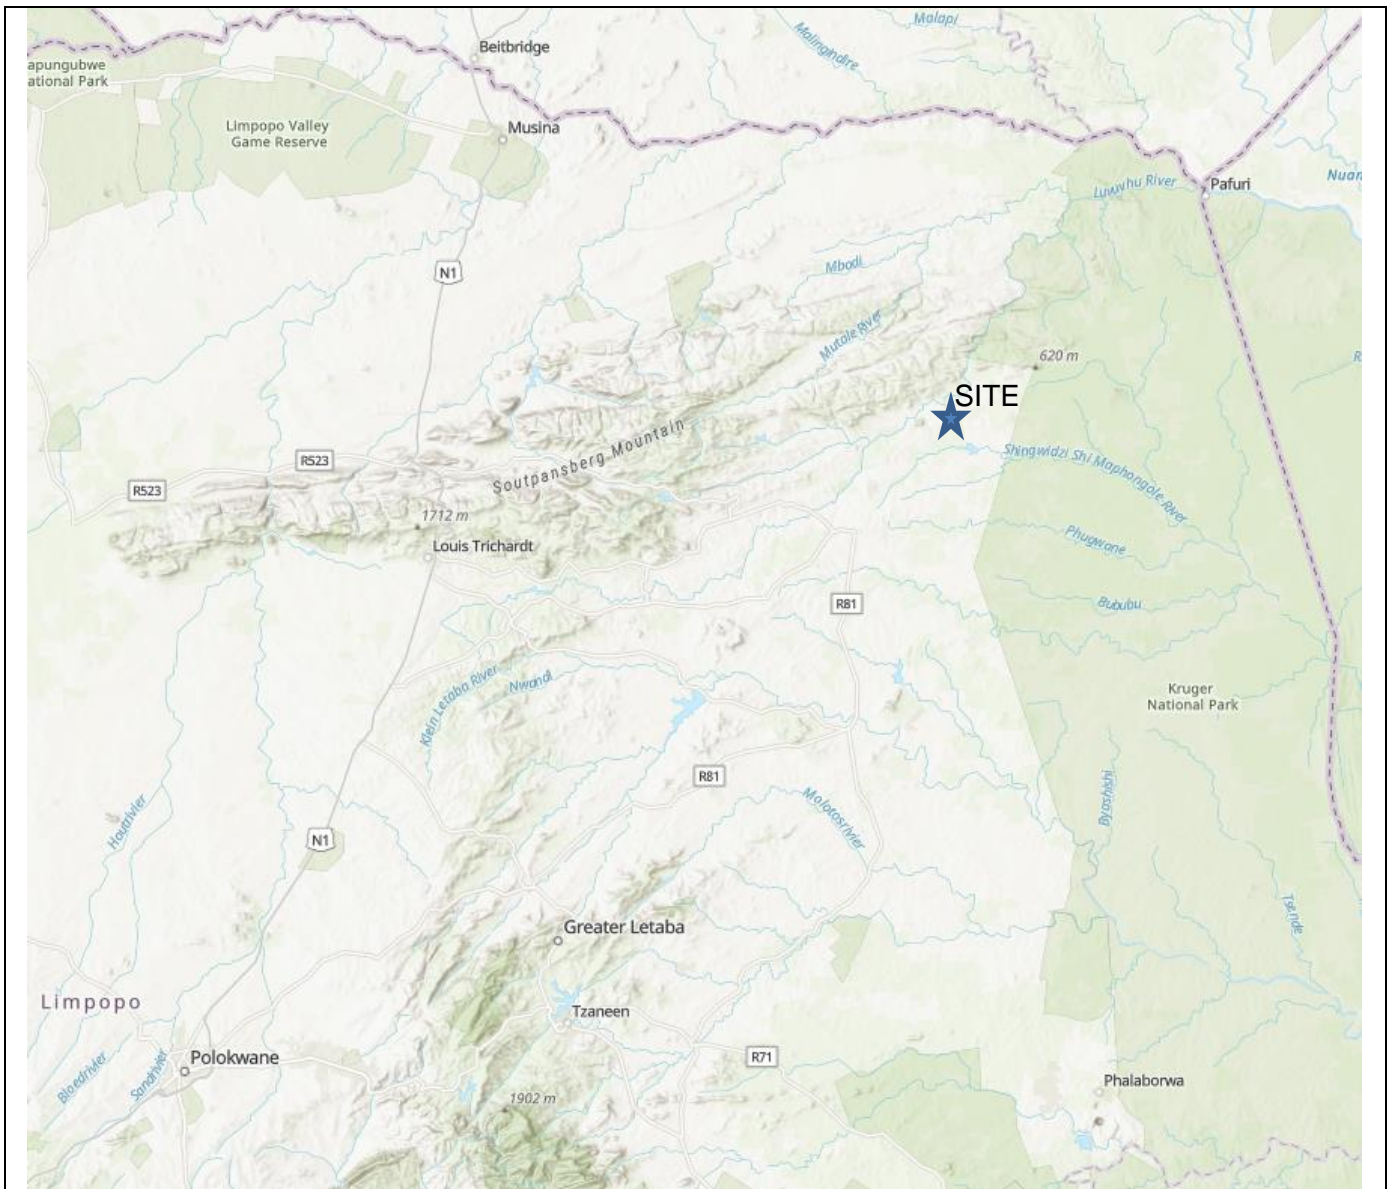 Malapi
Malingindire
Beitbridge
apungubwe
ational Park
Limpopo Valley
Game Reserve
Musina
Luvuvhu River
Pafuri
Nuan
N1
Mbodi
Mutale River
620 m
R
SITE
Soutpansberg Mountain
Shingwidzi Shi Maphongole River
R523
R523
1712 m
Louis Trichardt
Phugwane
Bububu
R81
Klein Letaba River
Nwandi
Kruger
National Park
R81
Byashishi
Molotosrivier
Houtrivier
N1
Tsende
Greater Letaba
Limpopo
Tzaneen
Polokwane
R71
Bloedrivier
Sandrivier
Phalaborwa
1902 m